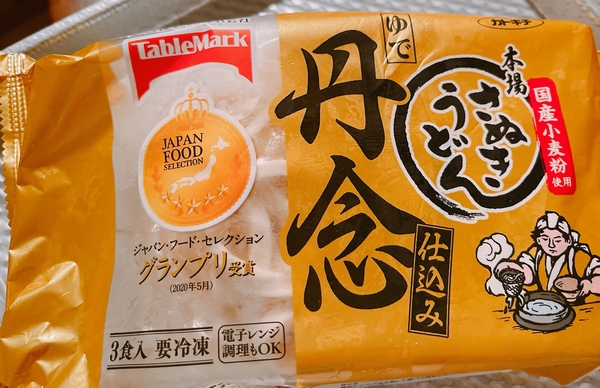 TableMark
JAPAN
FOOD
SELECTION
ジャパン・フード・セレクション
グランプリ受賞
(2020年5月)
3食入 要冷凍
電子レンジ
調理もOK
ゆで
丹念
仕込み
カトキチ
本場
さぬき
うどん
国産小麦粉
使用